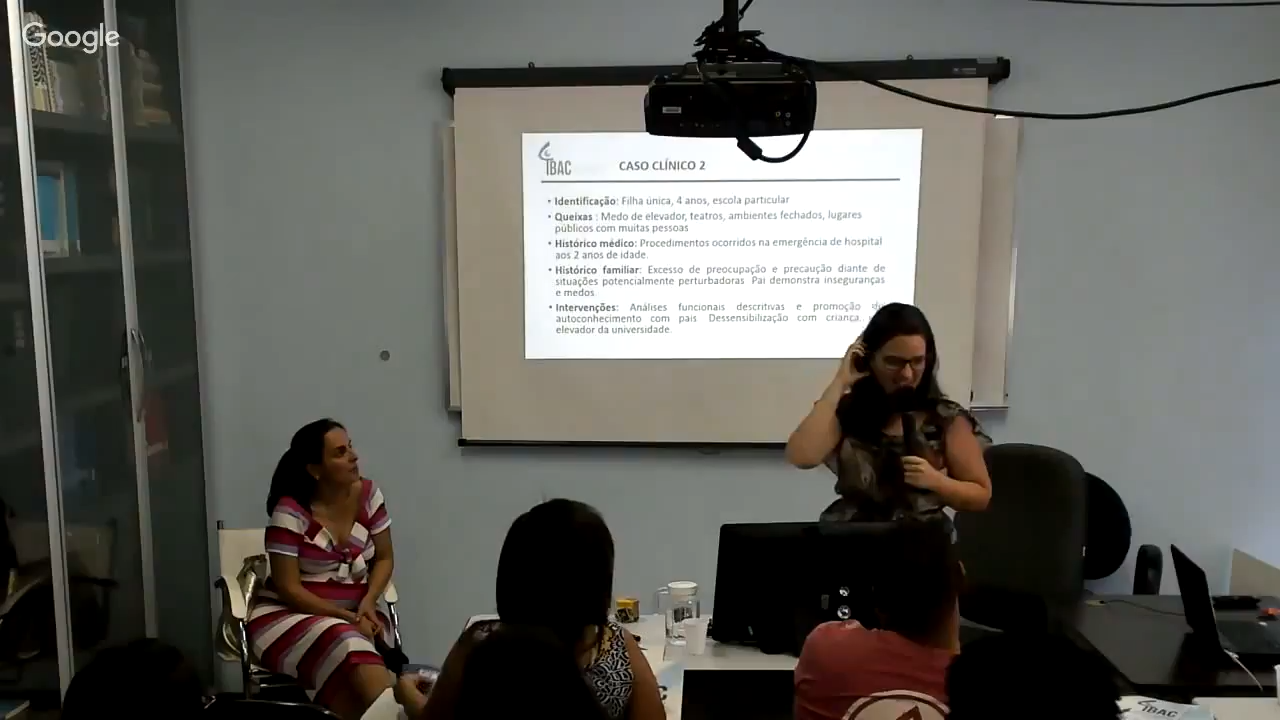 Google
IBAC
CASO CLÍNICO 2
• Identificação: Filha única, 4 anos, escola particular
• Queixas : Medo de elevador, teatros, ambientes fechados, lugares
públicos com muitas pessoas
• Histórico médico: Procedimentos ocorridos na emergência de hospital
aos 2 anos de idade.
• Histórico familiar: Excesso de preocupação e precaução diante de
situações potencialmente perturbadoras Pai demonstra inseguranças
e medos
• Intervenções: Análises funcionais descritivas e promoção
autoconhecimento com pais Dessensibilização com criança
elevador da universidade.
IBAC